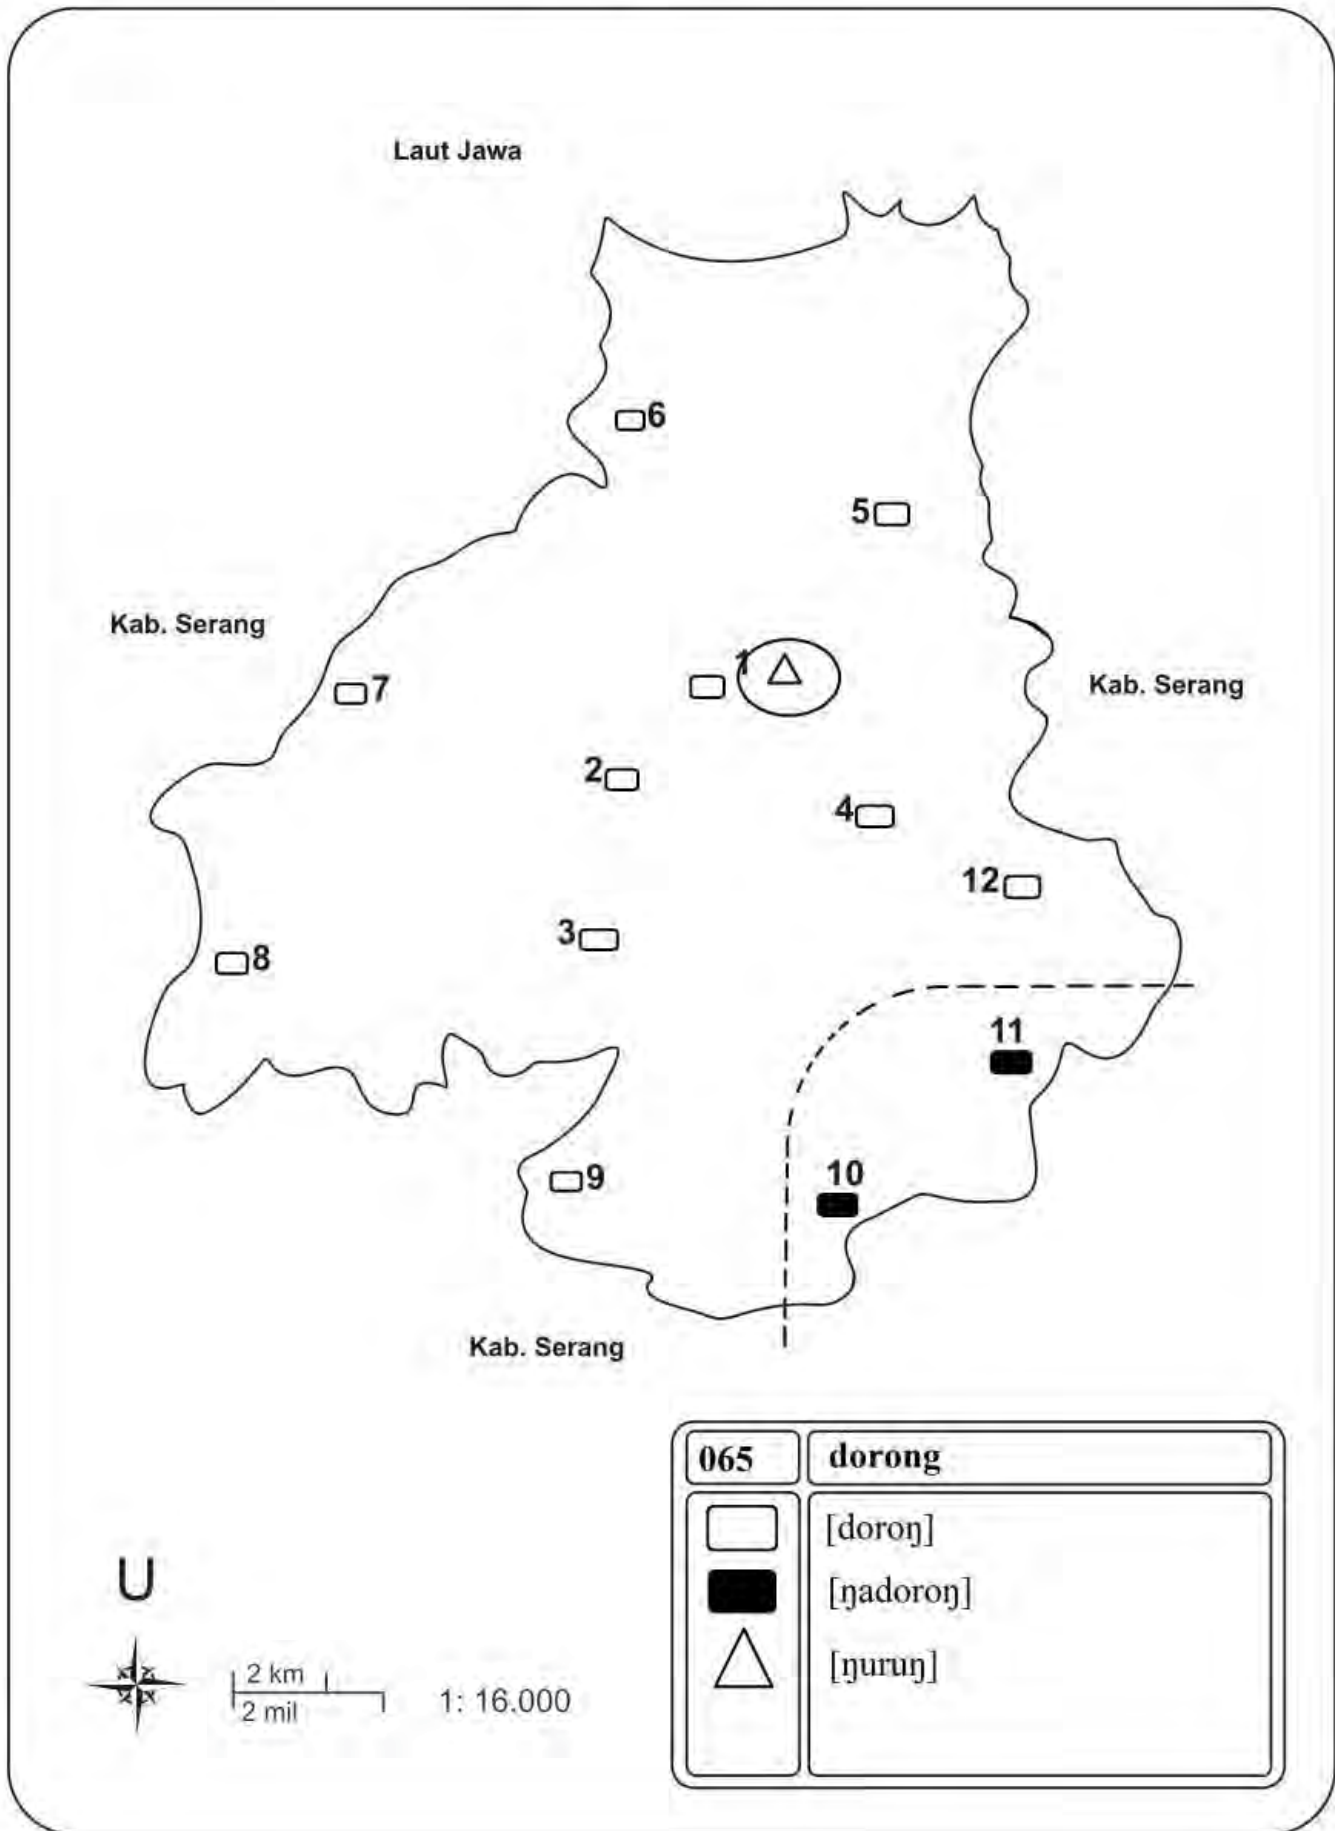 Laut Jawa
6
5
Kab. Serang
1
7
Kab. Serang
2
4
12
3
8
11
10
9
Kab. Serang
065 dorong
[doroŋ]
[ŋadoroŋ]
[ŋuruŋ]
U
2 km
2 mil
1: 16.000